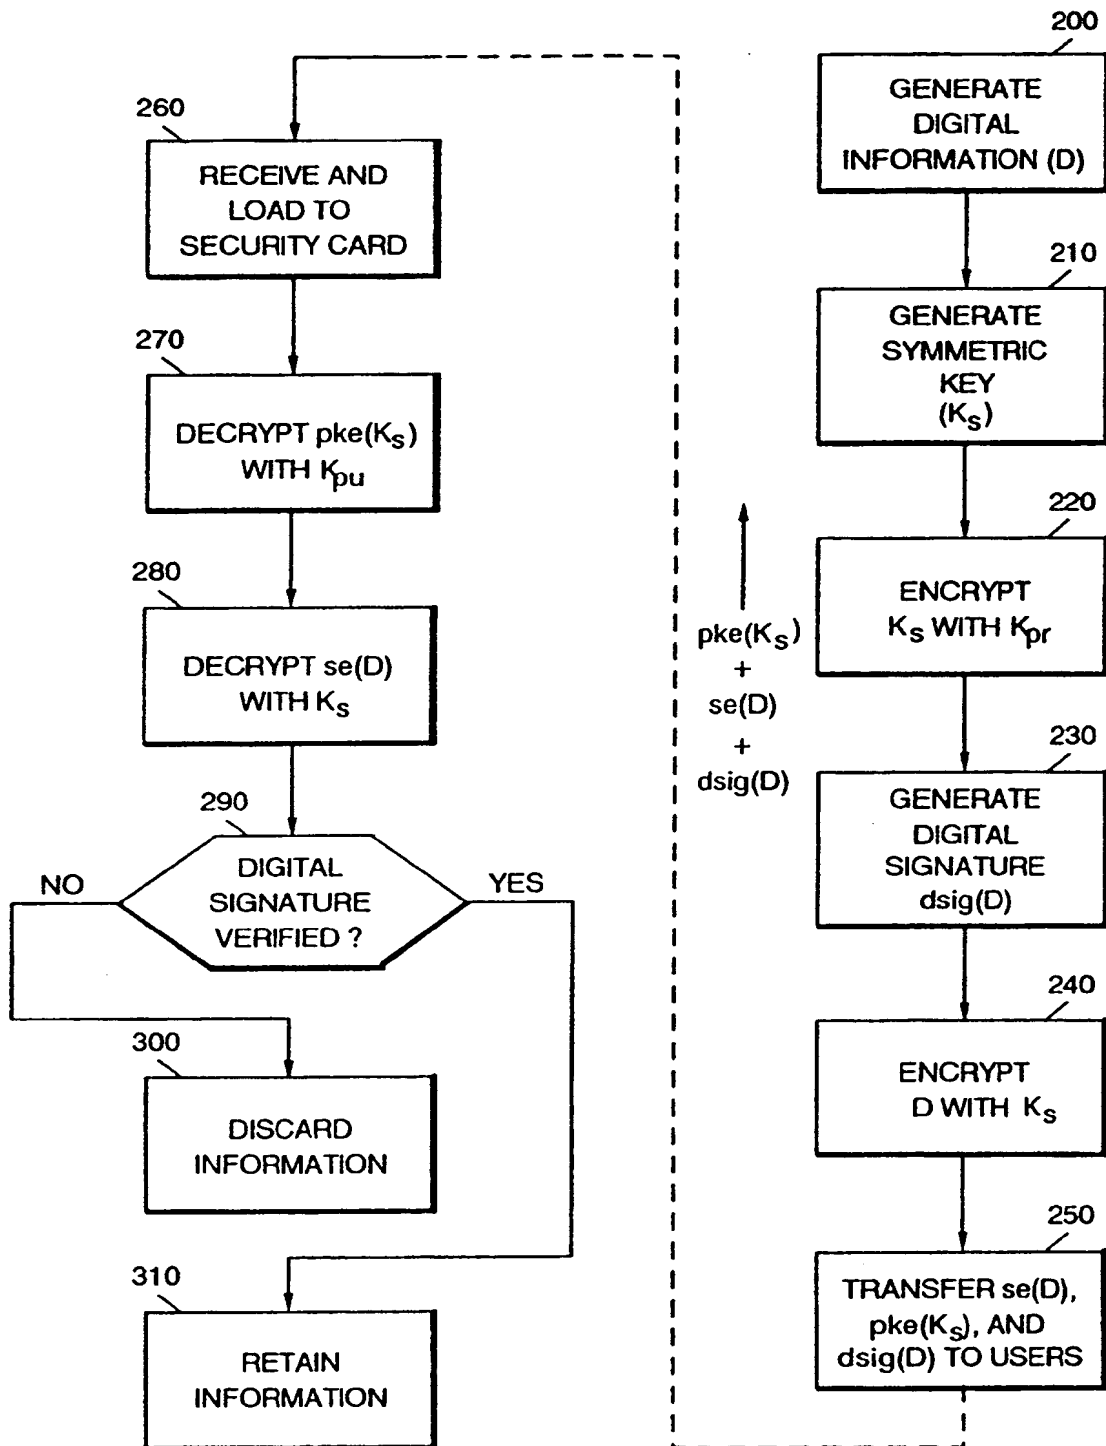 200
GENERATE
DIGITAL
INFORMATION (D)
210
GENERATE
SYMMETRIC
KEY
(Ks)
220
ENCRYPT
Ks WITH Kpr
230
GENERATE
DIGITAL
SIGNATURE
dsig(D)
240
ENCRYPT
D WITH Ks
250
TRANSFER se(D),
pke(Ks), AND
dsig(D) TO USERS
pke(Ks)
+
se(D)
+
dsig(D)
260
RECEIVE AND
LOAD TO
SECURITY CARD
270
DECRYPT pke(Ks)
WITH Kpu
280
DECRYPT se(D)
WITH Ks
290
DIGITAL
SIGNATURE
VERIFIED ?
NO
YES
300
DISCARD
INFORMATION
310
RETAIN
INFORMATION